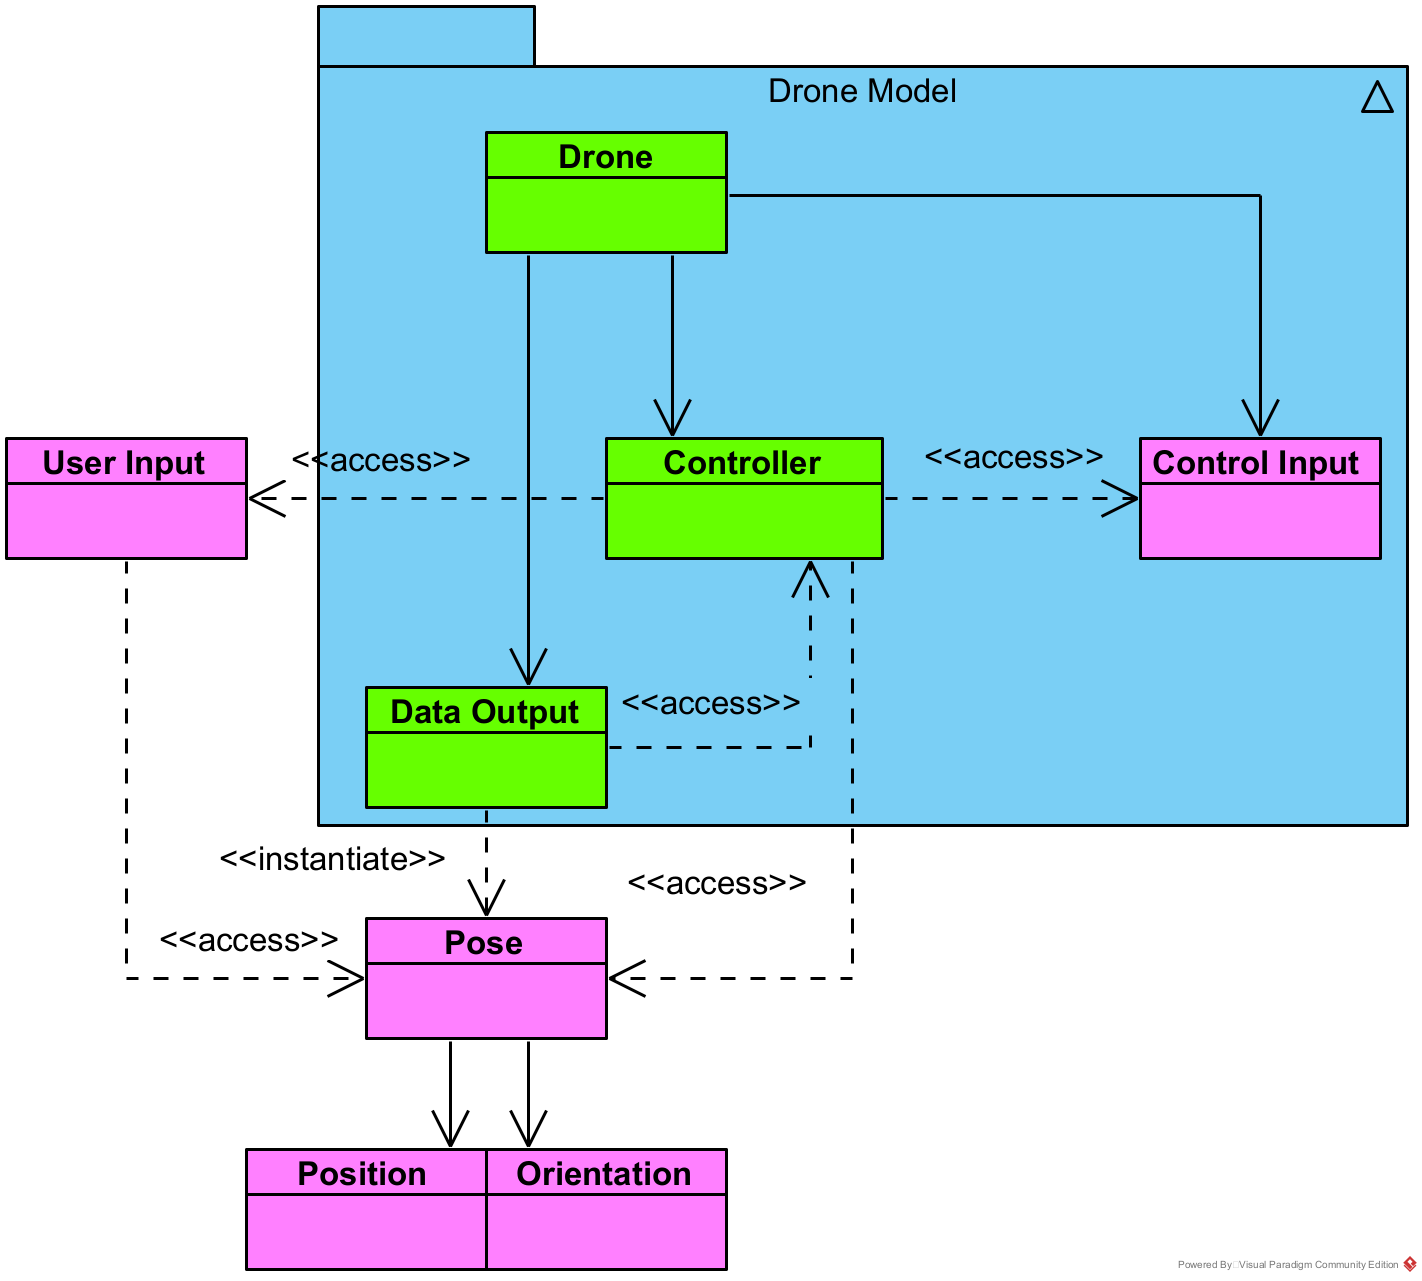 Drone Model
Drone
<<access>>
<<access>>
User Input
Controller
Control Input
<<access>>
Data Output
<<instantiate>>
<<access>>
<<access>>
Pose
Position
Orientation
Powered By Visual Paradigm Community Edition